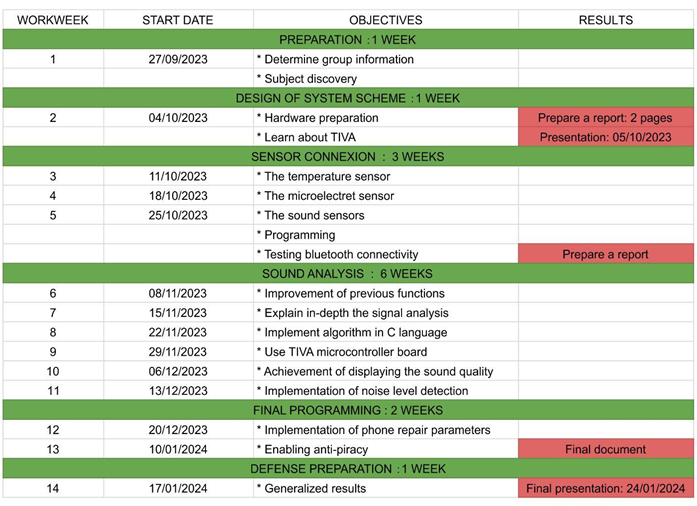 WORKWEEK START DATE OBJECTIVES RESULTS
PREPARATION : 1 WEEK
1 27/09/2023 * Determine group information
* Subject discovery
DESIGN OF SYSTEM SCHEME : 1 WEEK
2 04/10/2023 * Hardware preparation Prepare a report: 2 pages
* Learn about TIVA Presentation: 05/10/2023
SENSOR CONNEXION : 3 WEEKS
3 11/10/2023 * The temperature sensor
4 18/10/2023 * The microelectret sensor
5 25/10/2023 * The sound sensors
* Programming
* Testing bluetooth connectivity Prepare a report
SOUND ANALYSIS : 6 WEEKS
6 08/11/2023 * Improvement of previous functions
7 15/11/2023 * Explain in-depth the signal analysis
8 22/11/2023 * Implement algorithm in C language
9 29/11/2023 * Use TIVA microcontroller board
10 06/12/2023 * Achievement of displaying the sound quality
11 13/12/2023 * Implementation of noise level detection
FINAL PROGRAMMING : 2 WEEKS
12 20/12/2023 * Implementation of phone repair parameters
13 10/01/2024 * Enabling anti-piracy Final document
DEFENSE PREPARATION : 1 WEEK
14 17/01/2024 * Generalized results Final presentation: 24/01/2024